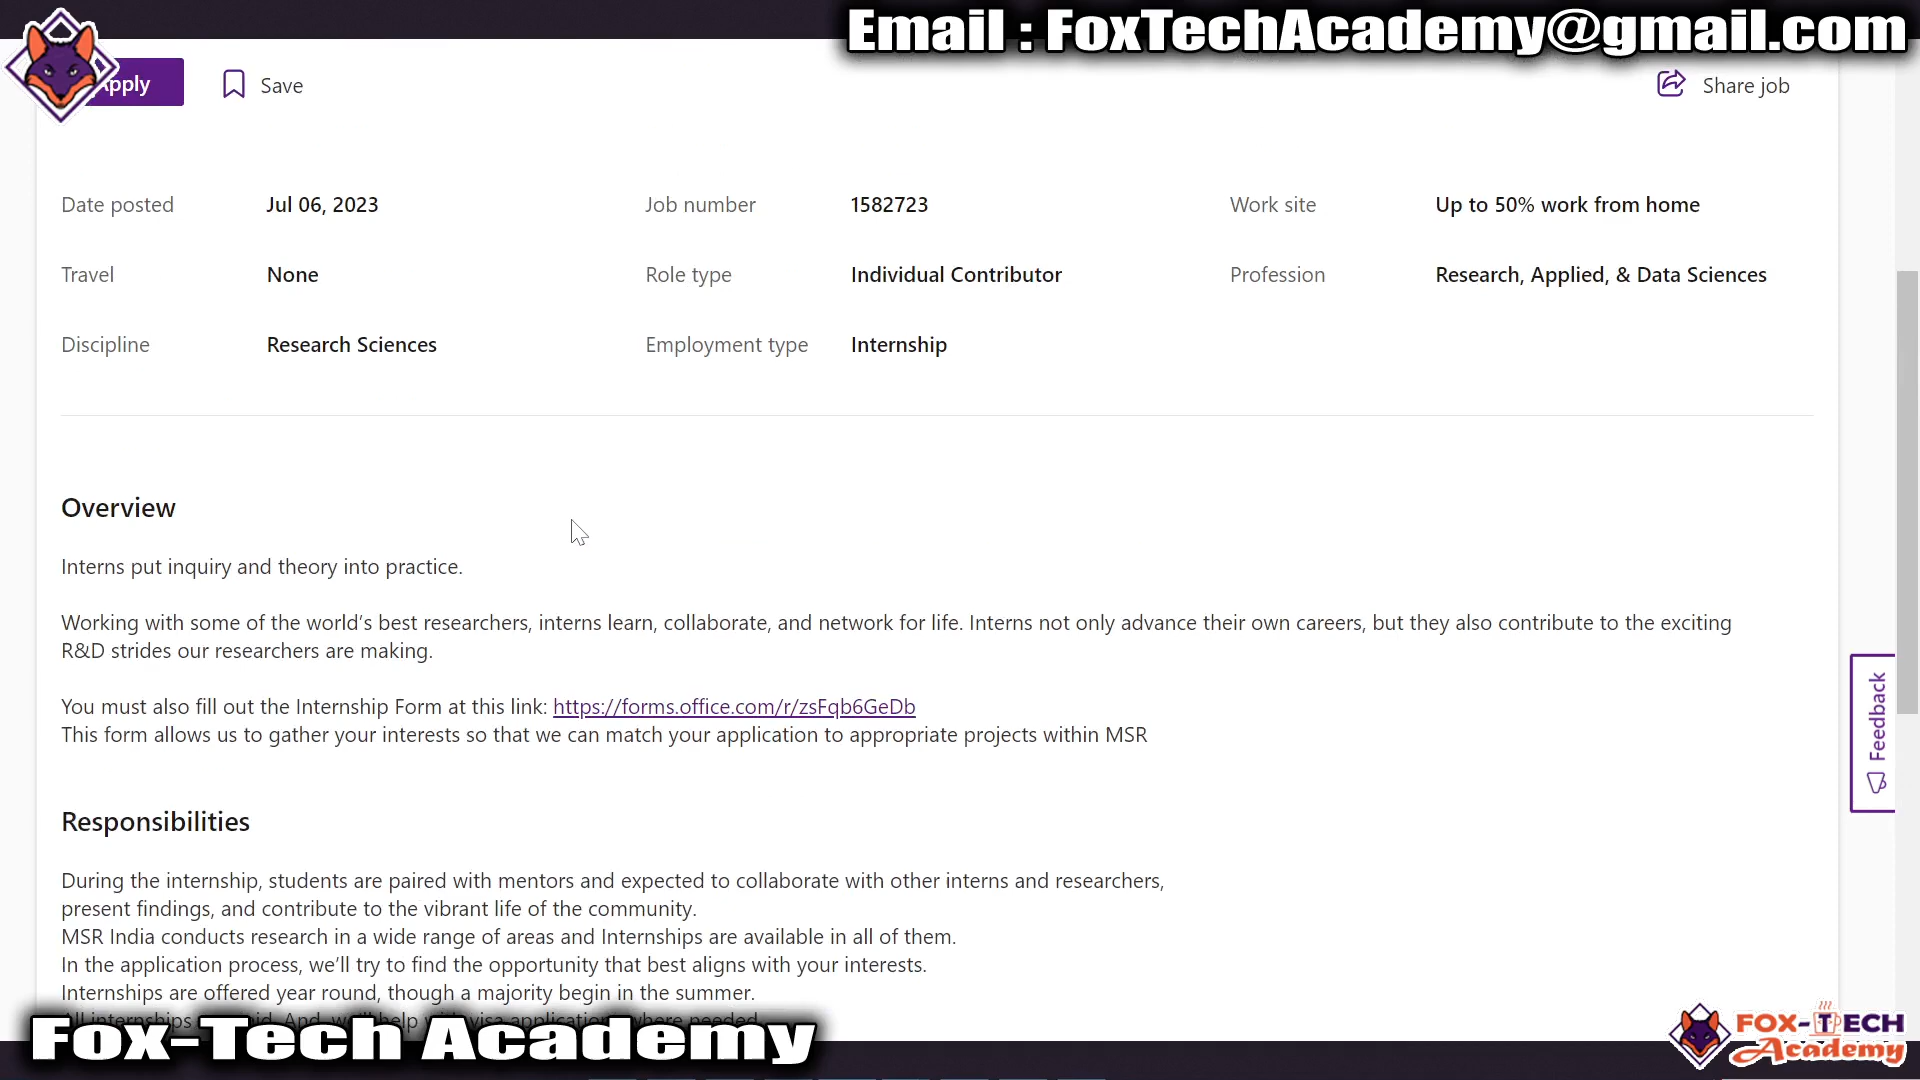 Email : FoxTechAcademy@gmail.com
Apply
Save
Share job
Date posted Jul 06, 2023 Job number 1582723 Work site Up to 50% work from home
Travel None Role type Individual Contributor Profession Research, Applied, & Data Sciences
Discipline Research Sciences Employment type Internship
Overview
Interns put inquiry and theory into practice.
Working with some of the world’s best researchers, interns learn, collaborate, and network for life. Interns not only advance their own careers, but they also contribute to the exciting
R&D strides our researchers are making.
You must also fill out the Internship Form at this link: https://forms.office.com/r/zsFqb6GeDb
This form allows us to gather your interests so that we can match your application to appropriate projects within MSR
Feedback
Responsibilities
During the internship, students are paired with mentors and expected to collaborate with other interns and researchers,
present findings, and contribute to the vibrant life of the community.
MSR India conducts research in a wide range of areas and Internships are available in all of them.
In the application process, we’ll try to find the opportunity that best aligns with your interests.
Internships are offered year round, though a majority begin in the summer.
internships And, we'll help visa where needed
Fox-Tech Academy
FOX-TECH
Academy